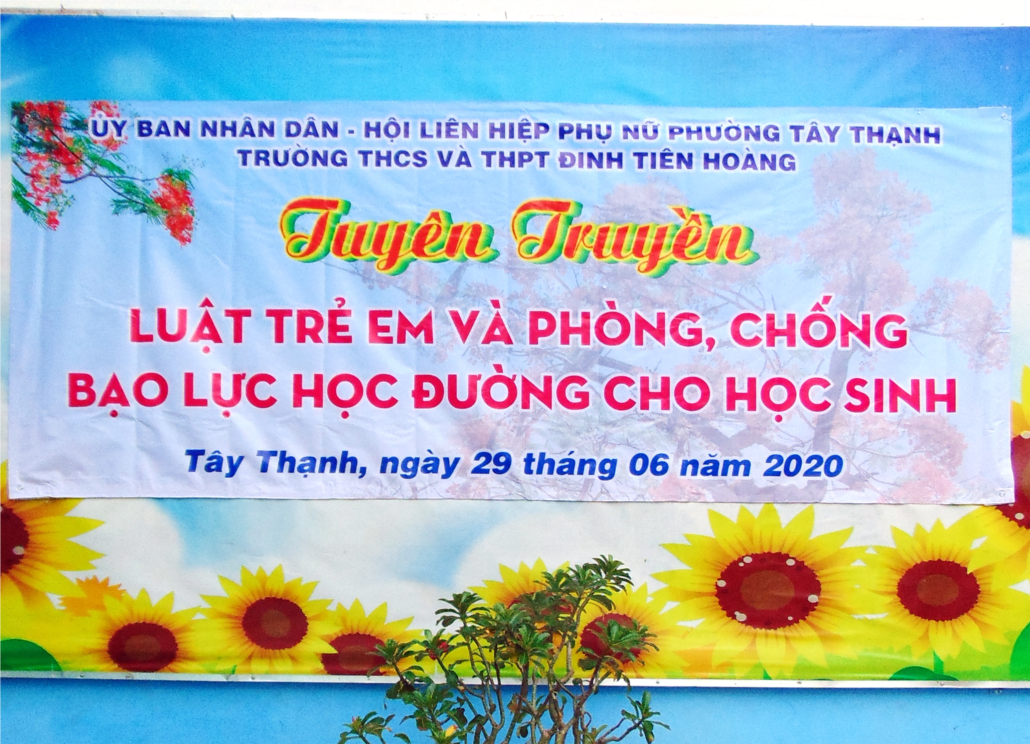 ỦY BAN NHÂN DÂN - HỘI LIÊN HIỆP PHỤ NỮ PHƯỜNG TÂY THẠNH
TRƯỜNG THCS VÀ THPT ĐINH TIÊN HOÀNG
Tuyên Truyền
LUẬT TRẺ EM VÀ PHÒNG, CHỐNG
BẠO LỰC HỌC ĐƯỜNG CHO HỌC SINH
Tây Thạnh, ngày 29 tháng 06 năm 2020